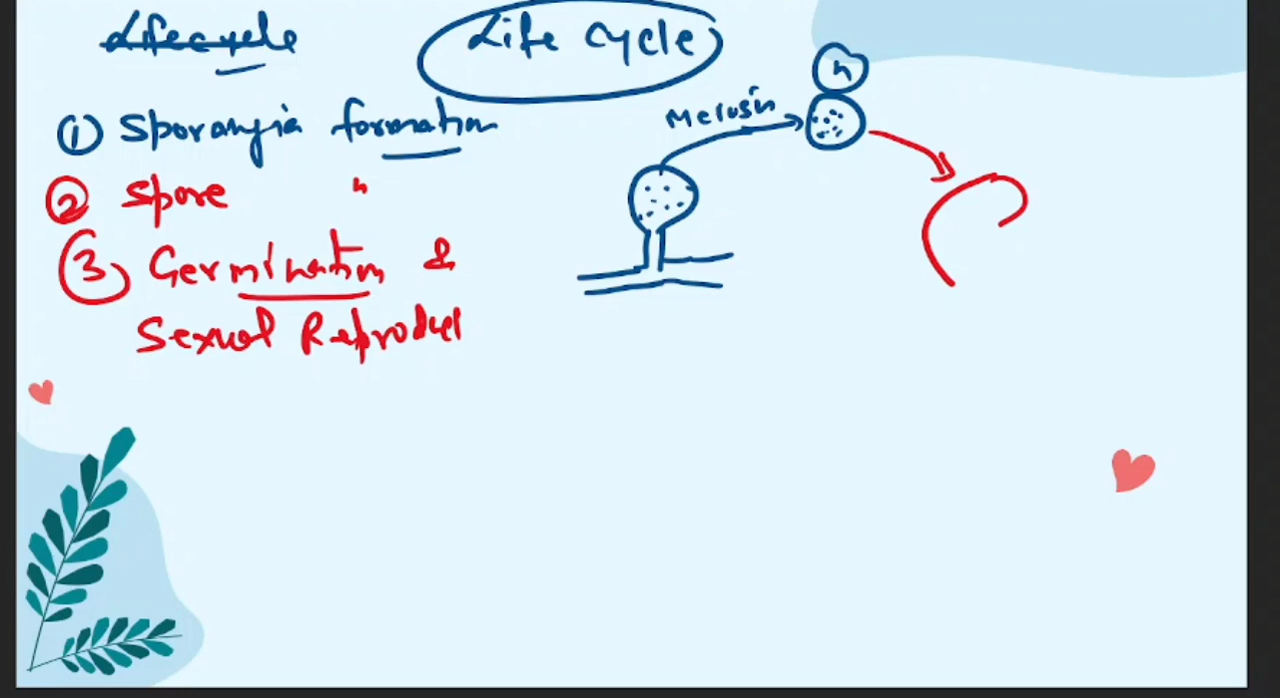 Lifecycle
Life cycle
① Sporangia formation
② Spore "
③ Germination &
Sexual Reproduct
Meiosis
n